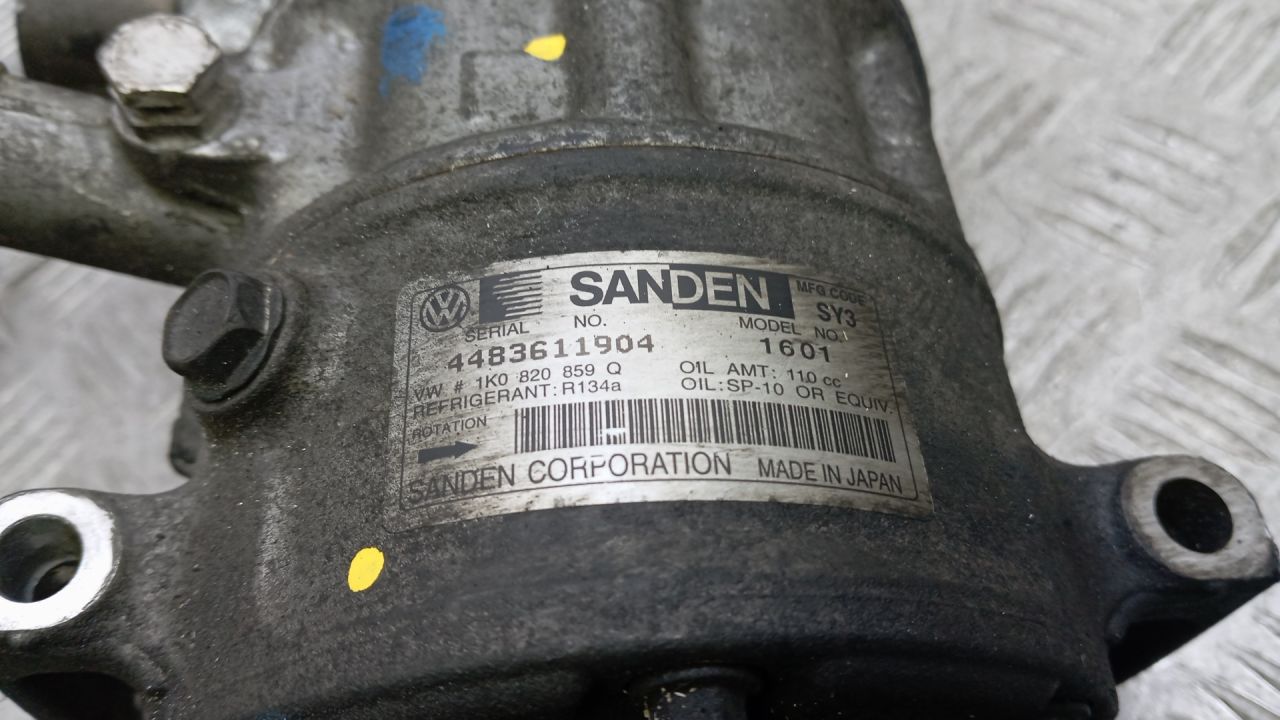 SANDEN
MFG CODE
SY3
SERIAL NO.
MODEL NO.
4483611904
1601
VW # 1K0 820 859 Q
OIL AMT: 110 cc
REFRIGERANT: R134a
OIL: SP-10 OR EQUIV.
ROTATION
SANDEN CORPORATION MADE IN JAPAN